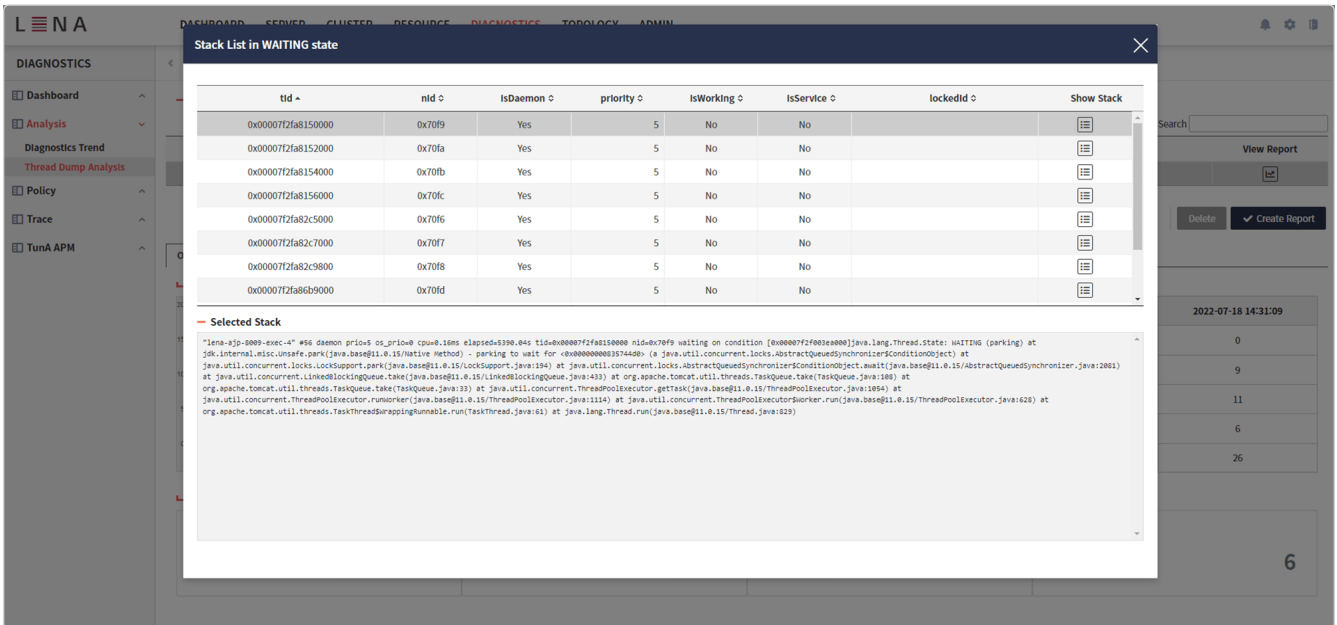 LENA
DASHBOARD SERVER CLUSTER RESOURCE DIAGNOSTICS TOPOLOGY ADMIN
Stack List in WAITING state
DIAGNOSTICS
Dashboard
Analysis
Diagnostics Trend
Thread Dump Analysis
Policy
Trace
TunA APM
tid nid isDaemon priority isWorking isService lockedId Show Stack
0x00007f2fa8150000 0x70f9 Yes 5 No No
0x00007f2fa8152000 0x70fa Yes 5 No No
0x00007f2fa8154000 0x70fb Yes 5 No No
0x00007f2fa8156000 0x70fc Yes 5 No No
0x00007f2fa82c5000 0x70f6 Yes 5 No No
0x00007f2fa82c7000 0x70f7 Yes 5 No No
0x00007f2fa82c9800 0x70f8 Yes 5 No No
0x00007f2fa86b9000 0x70fd Yes 5 No No
Selected Stack
"lena-ajp-8009-exec-4" #56 daemon prio=5 os_prio=0 cpu=0.16ms elapsed=5390.04s tid=0x00007f2fa8150000 nid=0x70f9 waiting on condition [0x00007f2f003ea000]java.lang.Thread.State: WAITING (parking) at
jdk.internal.misc.Unsafe.park(java.base@11.0.15/Native Method) - parking to wait for <0x00000000835744d0> (a java.util.concurrent.locks.AbstractQueuedSynchronizer$ConditionObject) at
java.util.concurrent.locks.LockSupport.park(java.base@11.0.15/LockSupport.java:194) at java.util.concurrent.locks.AbstractQueuedSynchronizer$ConditionObject.await(java.base@11.0.15/AbstractQueuedSynchronizer.java:2081)
at java.util.concurrent.LinkedBlockingQueue.take(java.base@11.0.15/LinkedBlockingQueue.java:433) at org.apache.tomcat.util.threads.TaskQueue.take(TaskQueue.java:108) at
org.apache.tomcat.util.threads.TaskQueue.take(TaskQueue.java:33) at java.util.concurrent.ThreadPoolExecutor.getTask(java.base@11.0.15/ThreadPoolExecutor.java:1054) at
java.util.concurrent.ThreadPoolExecutor.runWorker(java.base@11.0.15/ThreadPoolExecutor.java:1114) at java.util.concurrent.ThreadPoolExecutor$Worker.run(java.base@11.0.15/ThreadPoolExecutor.java:628) at
org.apache.tomcat.util.threads.TaskThread$WrappingRunnable.run(TaskThread.java:61) at java.lang.Thread.run(java.base@11.0.15/Thread.java:829)
Search
View Report
Delete Create Report
2022-07-18 14:31:09
0
9
11
6
26
6